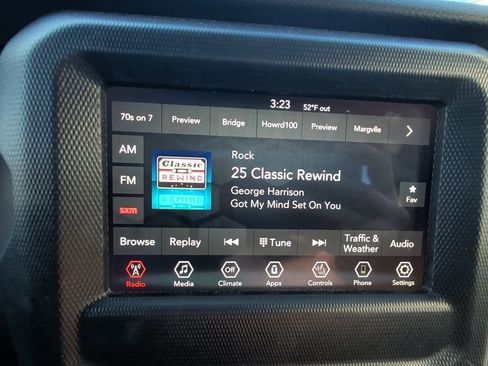 3:23 52°F out
70s on 7 Preview Bridge Howrd100 Preview Margvlle
AM
FM
sxm
Classic
REWIND
Rock
25 Classic Rewind
George Harrison
Got My Mind Set On You
Fav
Browse Replay Tune Traffic & Weather Audio
Off
Radio Media Climate Apps Controls Phone Settings